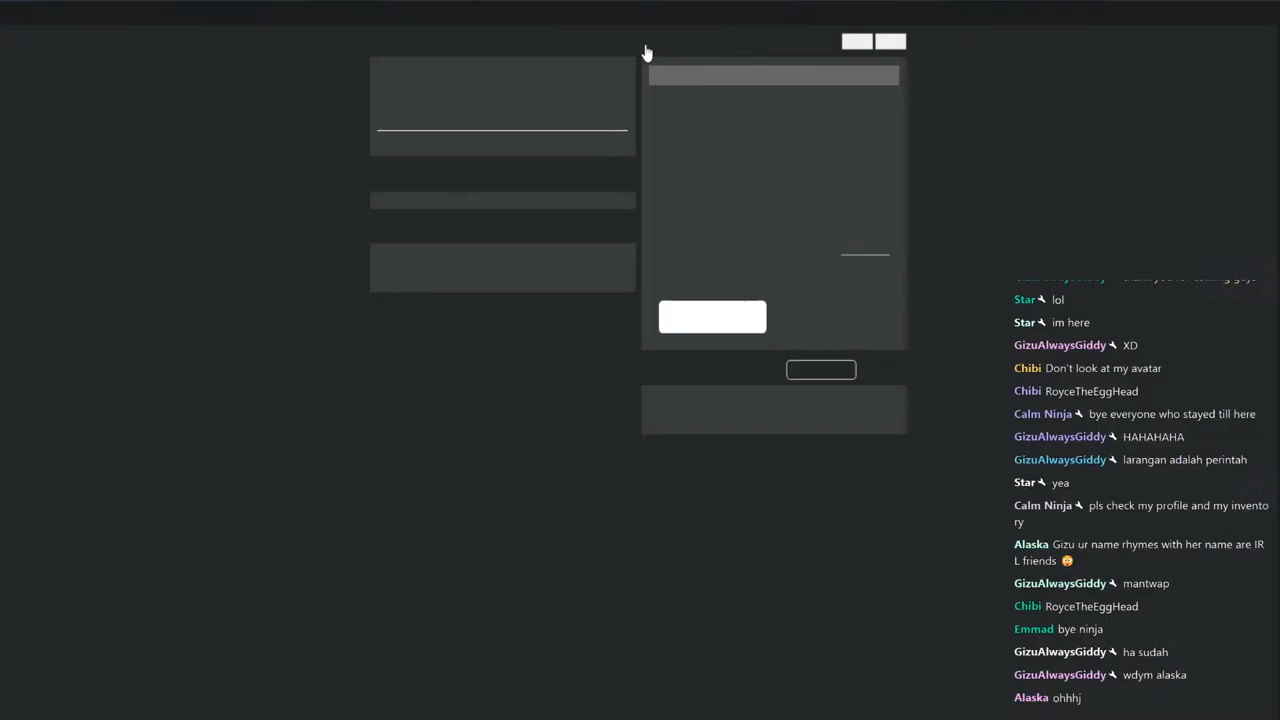 Star lol
Star im here
GizuAlwaysGiddy XD
Chibi Don't look at my avatar
Chibi RoyceTheEggHead
Calm Ninja bye everyone who stayed till here
GizuAlwaysGiddy HAHAHAHA
GizuAlwaysGiddy larangan adalah perintah
Star yea
Calm Ninja pls check my profile and my invento
ry
Alaska Gizu ur name rhymes with her name are IR
L friends 😳
GizuAlwaysGiddy mantwap
Chibi RoyceTheEggHead
Emmad bye ninja
GizuAlwaysGiddy ha sudah
GizuAlwaysGiddy wdym alaska
Alaska ohhhj